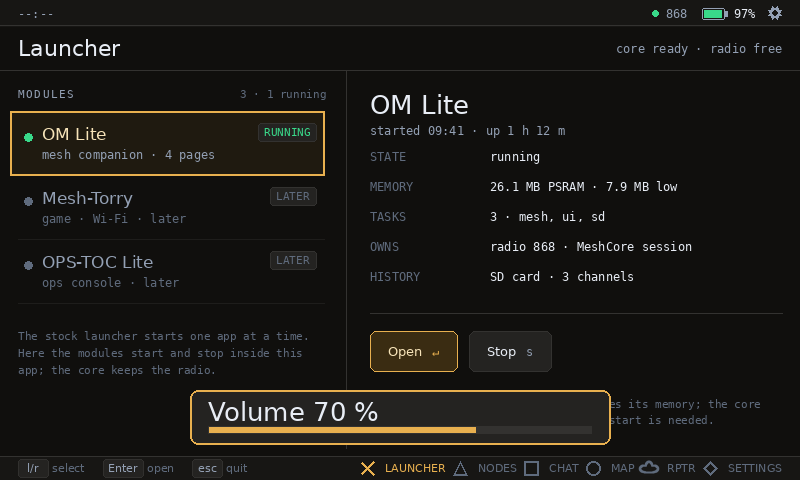 --:--
868
97%
Launcher
core ready · radio free
MODULES
3 · 1 running
OM Lite
RUNNING
mesh companion · 4 pages
Mesh-Torry
LATER
game · Wi-Fi · later
OPS-TOC Lite
LATER
ops console · later
The stock launcher starts one app at a time.
Here the modules start and stop inside this
app; the core keeps the radio.
OM Lite
started 09:41 · up 1 h 12 m
STATE running
MEMORY 26.1 MB PSRAM · 7.9 MB low
TASKS 3 · mesh, ui, sd
OWNS radio 868 · MeshCore session
HISTORY SD card · 3 channels
Open ↵
Stop s
its memory; the core
is needed.
Volume 70 %
l/r select Enter open esc quit
LAUNCHER NODES CHAT MAP RPTR SETTINGS